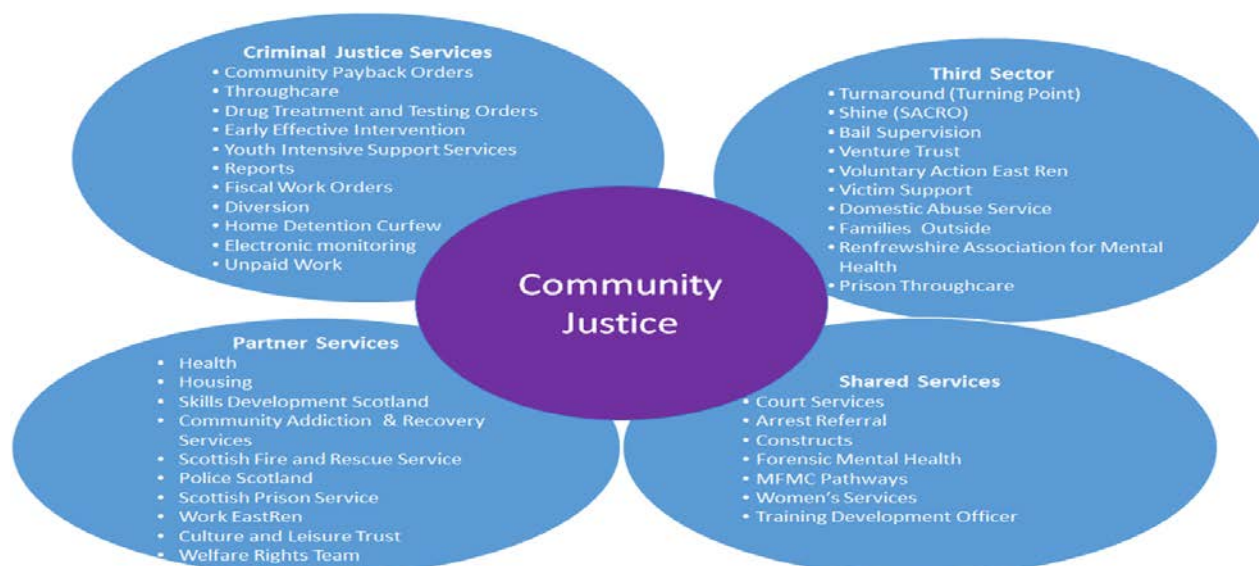 Criminal Justice Services
• Community Payback Orders
• Throughcare
• Drug Treatment and Testing Orders
• Early Effective Intervention
• Youth Intensive Support Services
• Reports
• Fiscal Work Orders
• Diversion
• Home Detention Curfew
• Electronic monitoring
• Unpaid Work
Third Sector
• Turnaround (Turning Point)
• Shine (SACRO)
• Bail Supervision
• Venture Trust
• Voluntary Action East Ren
• Victim Support
• Domestic Abuse Service
• Families Outside
• Renfrewshire Association for Mental
Health
• Prison Throughcare
Community
Justice
Partner Services
• Health
• Housing
• Skills Development Scotland
• Community Addiction & Recovery
Services
• Scottish Fire and Rescue Service
• Police Scotland
• Scottish Prison Service
• Work EastRen
• Culture and Leisure Trust
• Welfare Rights Team
Shared Services
• Court Services
• Arrest Referral
• Constructs
• Forensic Mental Health
• MFMC Pathways
• Women's Services
• Training Development Officer